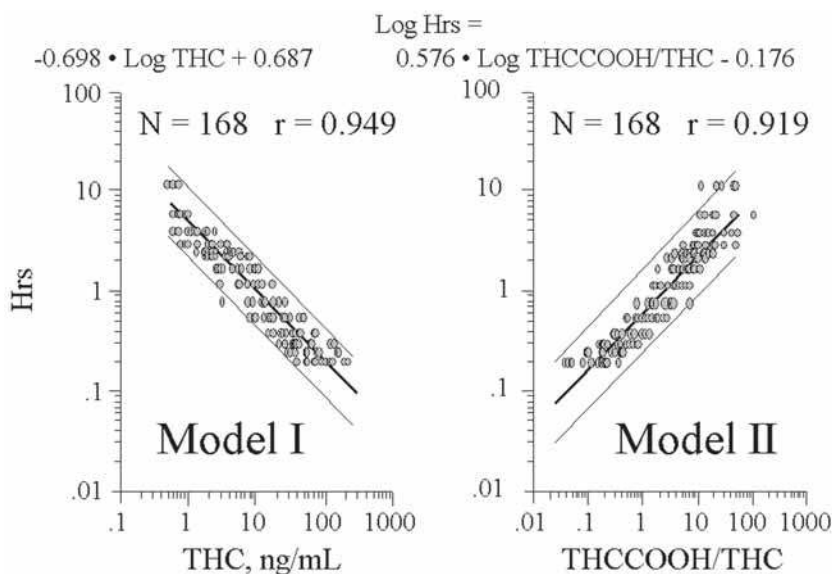 Log Hrs =
-0.698 • Log THC + 0.687
0.576 • Log THCCOOH/THC - 0.176
100
N = 168 r = 0.949
10
Hrs
1
.1
Model I
.01
.1 1 10 100 1000
THC, ng/mL
100
N = 168 r = 0.919
10
1
.1
Model II
.01
0.01 0.1 1 10 100 1000
THCCOOH/THC